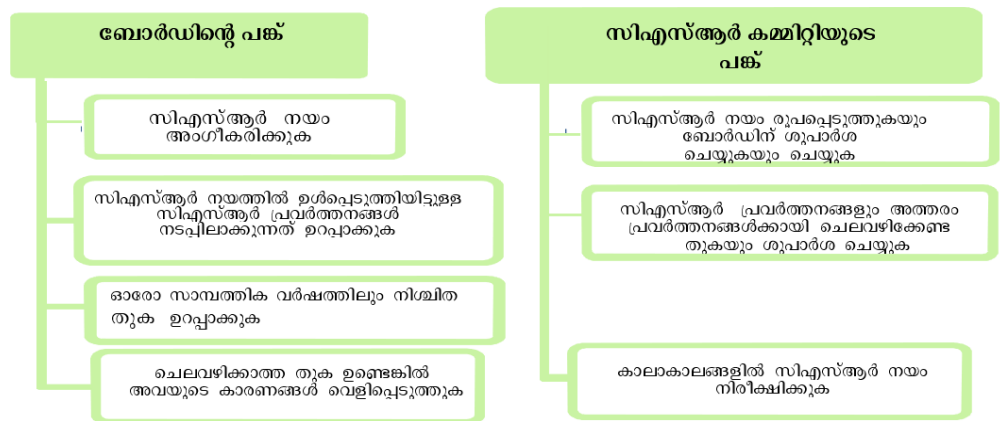 ബോർഡിന്റെ പങ്ക്
സിഎസ്ആർ നയം
അംഗീകരിക്കുക
സിഎസ്ആർ നയത്തിൽ ഉൾപ്പെടുത്തിയിട്ടുളള
സിഎസ്ആർ പ്രവർത്തനങ്ങൾ
നടപ്പിലാക്കുന്നത് ഉറപ്പാക്കുക
ഓരോ സാമ്പത്തിക വർഷത്തിലും നിശ്ചിത
തുക ഉറപ്പാക്കുക
ചെലവഴിക്കാത്ത തുക ഉണ്ടെങ്കിൽ
അവയുടെ കാരണങ്ങൾ വെളിപ്പെടുത്തുക
സിഎസ്ആർ കമ്മിറ്റിയുടെ
പങ്ക്
സിഎസ്ആർ നയം രൂപപ്പെടുത്തുകയും
ബോർഡിന് ശുപാർശ
ചെയ്യുകയും ചെയ്യുക
സിഎസ്ആർ പ്രവർത്തനങ്ങളും അത്തരം
പ്രവർത്തനങ്ങൾക്കായി ചെലവഴിക്കേണ്ട
തുകയും ശുപാർശ ചെയ്യുക
കാലാകാലങ്ങളിൽ സിഎസ്ആർ നയം
നിരീക്ഷിക്കുക